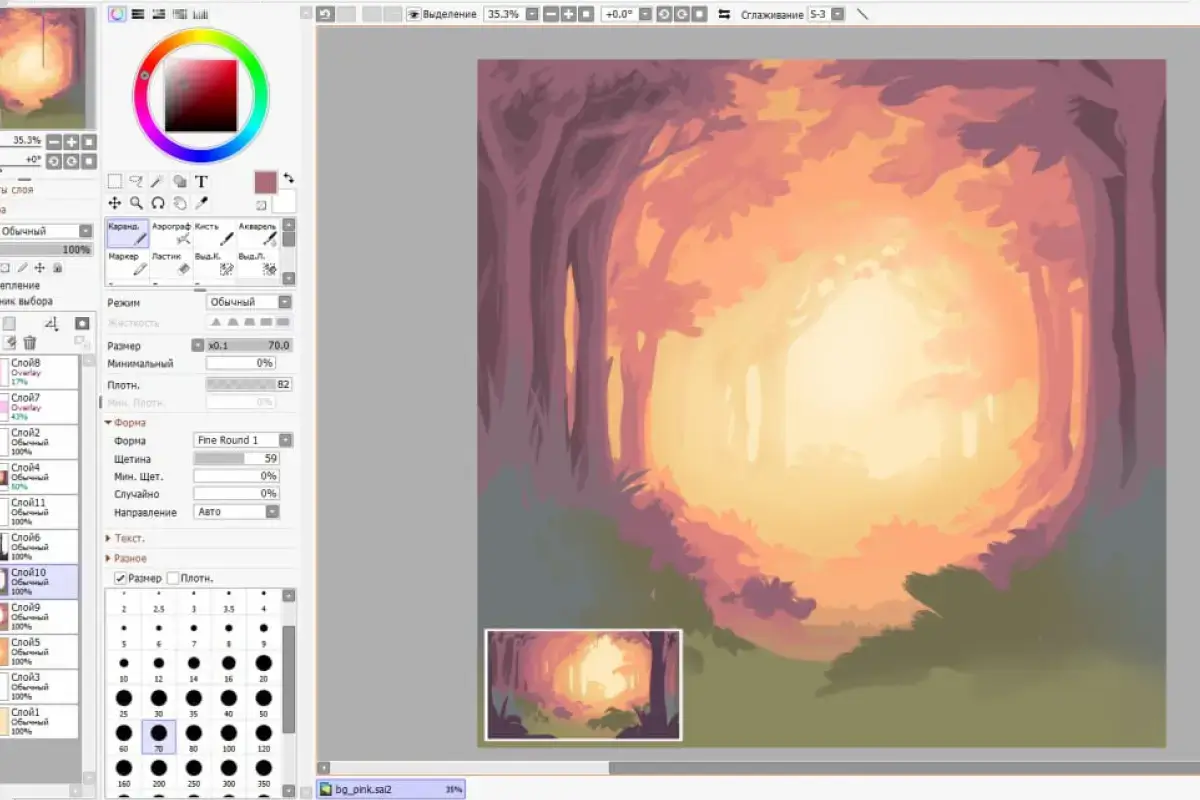 Выделение 35.3% +0.0° Сглаживание S-3
35.3%
+0°
ты слоя
Обычный
100%
епление
ник выбора
Слой8
Overlay
17%
Слой7
Overlay
43%
Слой2
Обычный
100%
Слой4
Обычный
60%
Слой11
Обычный
100%
Слой6
Обычный
100%
Слой10
Обычный
100%
Слой9
Обычный
100%
Слой5
Обычный
100%
Слой3
Обычный
100%
Слой1
Обычный
100%
T
Каранд. Аэрограф Кисть Акварель
Маркер Ластик Выд.К. Выд.Л.
Режим Обычный
Жесткость
Размер x0.1 70.0
Минимальный 0%
Плотн. 82
Мин. Плотн. 0%
Форма
Форма Fine Round 1
Щетина 59
Мин. Щет. 0%
Случайно 0%
Направление Авто
Текст.
Разное
Размер Плотн.
2 2.5 3 3.5 4
5 6 7 8 9
10 12 14 16 20
25 30 35 40 50
60 70 80 100 120
160 200 250 300 350
bg_pink.sai2 35%